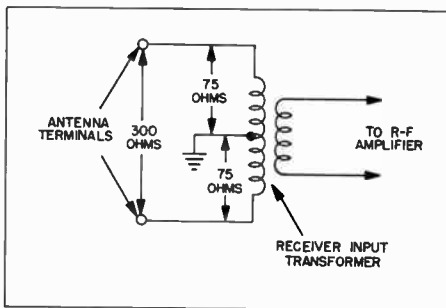 75
OHMS
ANTENNA
TERMINALS
300
OHMS
75
OHMS
TO R-F
AMPLIFIER
RECEIVER INPUT
TRANSFORMER